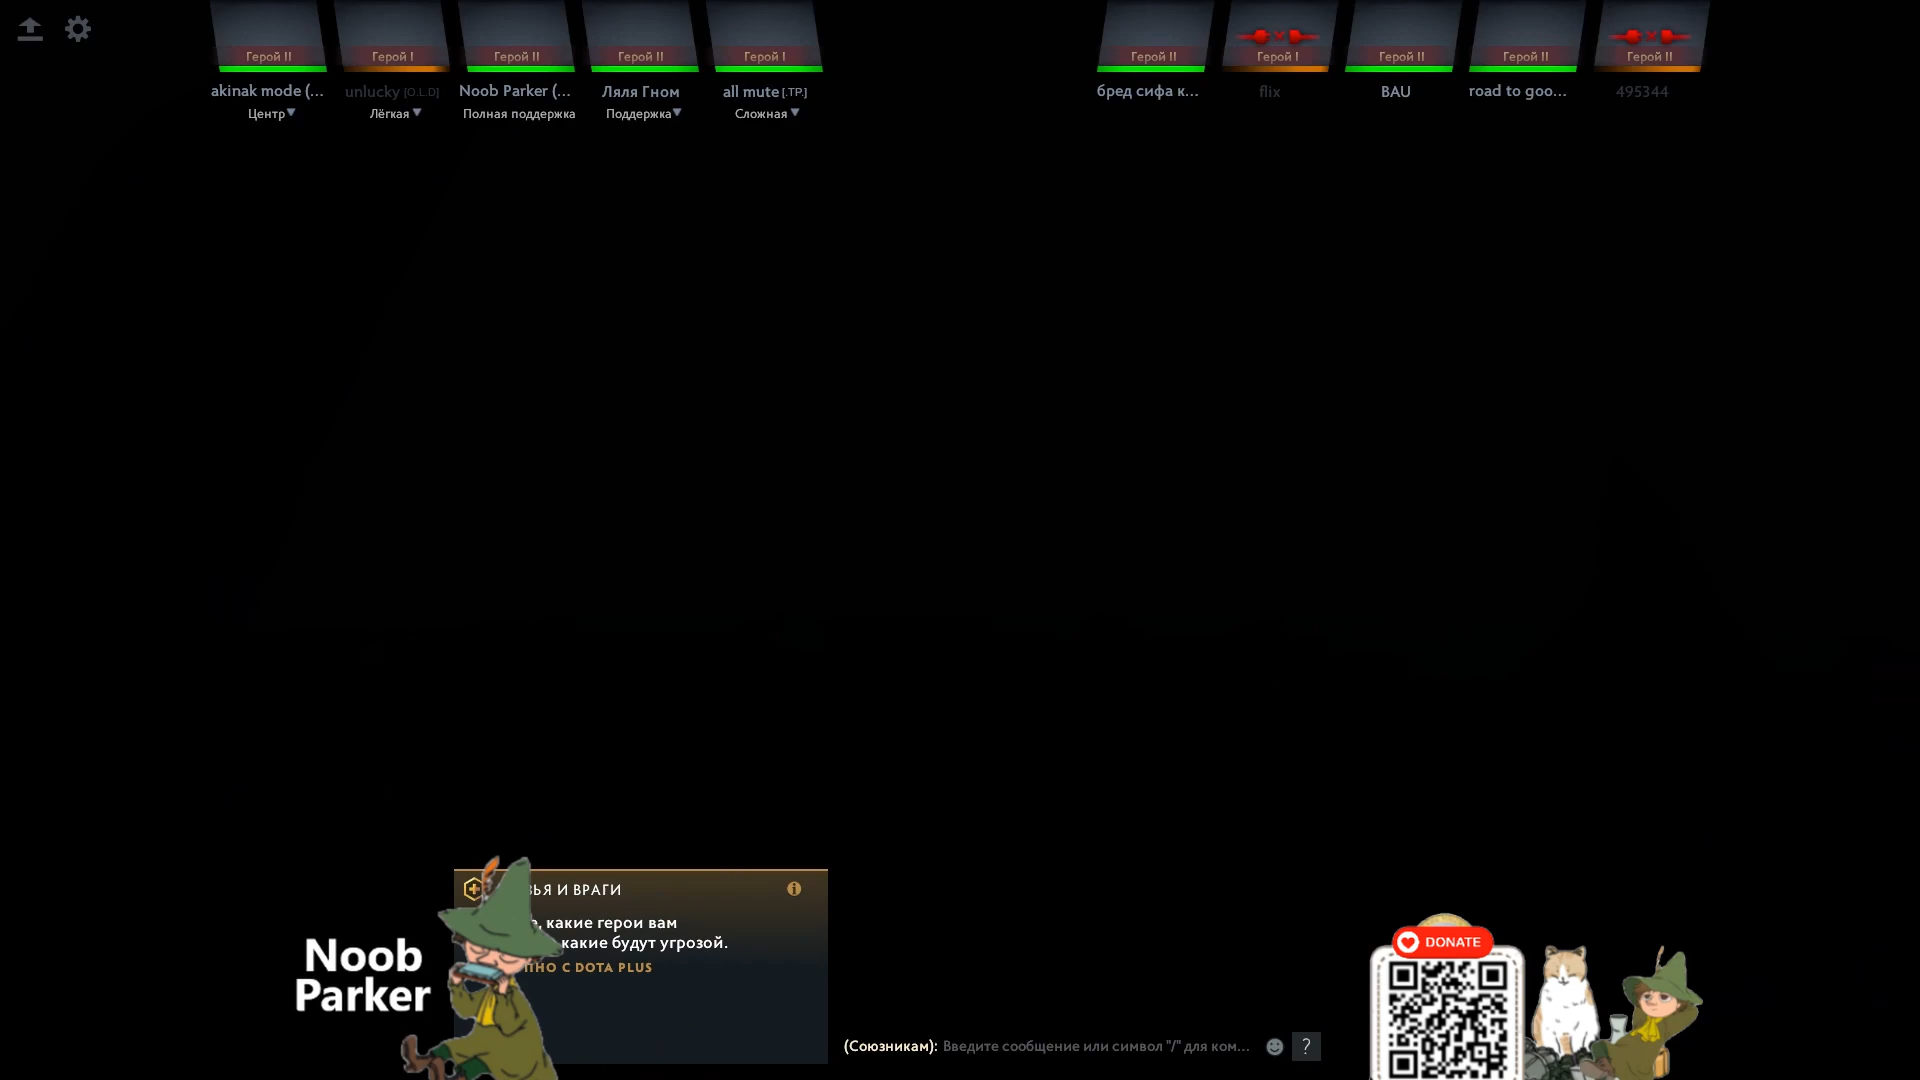 Герой II
Герой I
Герой II
Герой II
Герой I
Герой II
Герой I
Герой II
Герой II
Герой II
akinak mode (...
unlucky [O.L.D]
Noob Parker (...
Ляля Гном
all mute [.TP.]
бред сифа к...
flix
BAU
road to goo...
495344
Центр
Лёгкая
Полная поддержка
Поддержка
Сложная
И ВРАГИ
какие герои вам
какие будут угрозой.
С DOTA PLUS
Noob
Parker
DONATE
(Союзникам): Введите сообщение или символ "/" для ком...
?